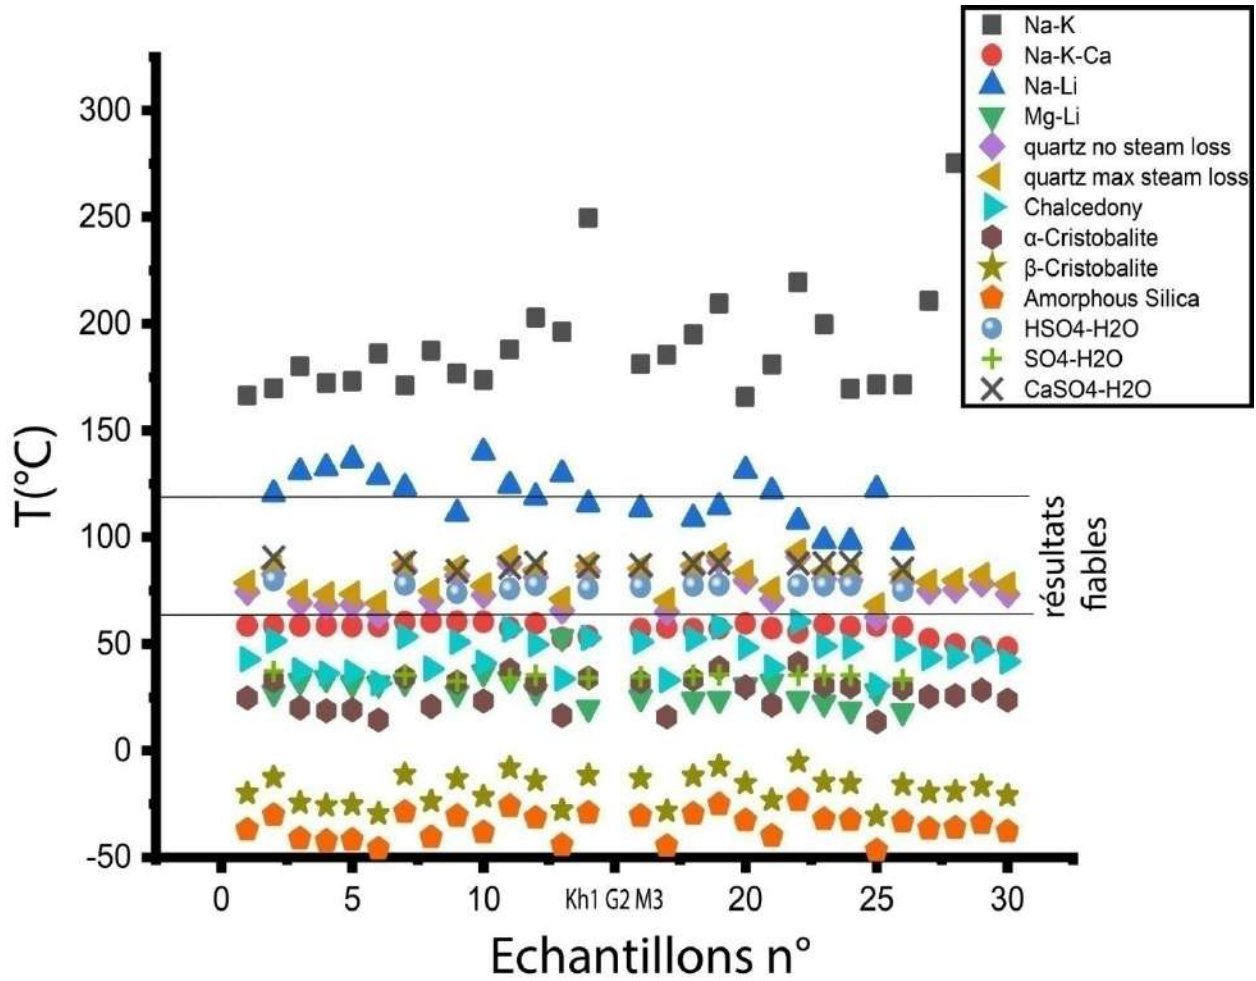 Na-K
Na-K-Ca
Na-Li
Mg-Li
quartz no steam loss
quartz max steam loss
Chalcedony
α-Cristobalite
β-Cristobalite
Amorphous Silica
HSO4-H2O
SO4-H2O
CaSO4-H2O
300
250
200
150
100
50
0
-50
T(°C)
résultats
fiables
0 5 10 Kh1 G2 M3 20 25 30
Echantillons n°